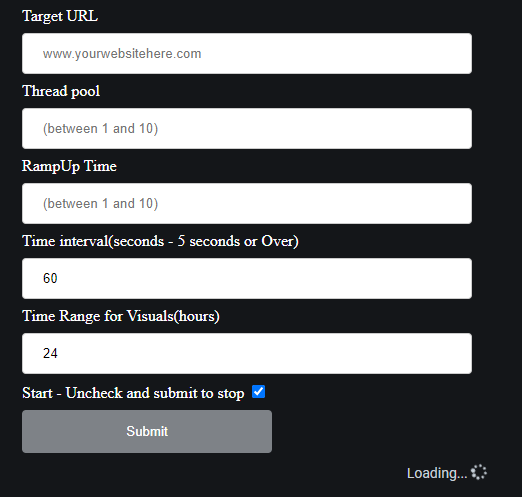 Target URL
www.yourwebsitehere.com
Thread pool
(between 1 and 10)
RampUp Time
(between 1 and 10)
Time interval(seconds - 5 seconds or Over)
60
Time Range for Visuals(hours)
24
Start - Uncheck and submit to stop
Submit
Loading...